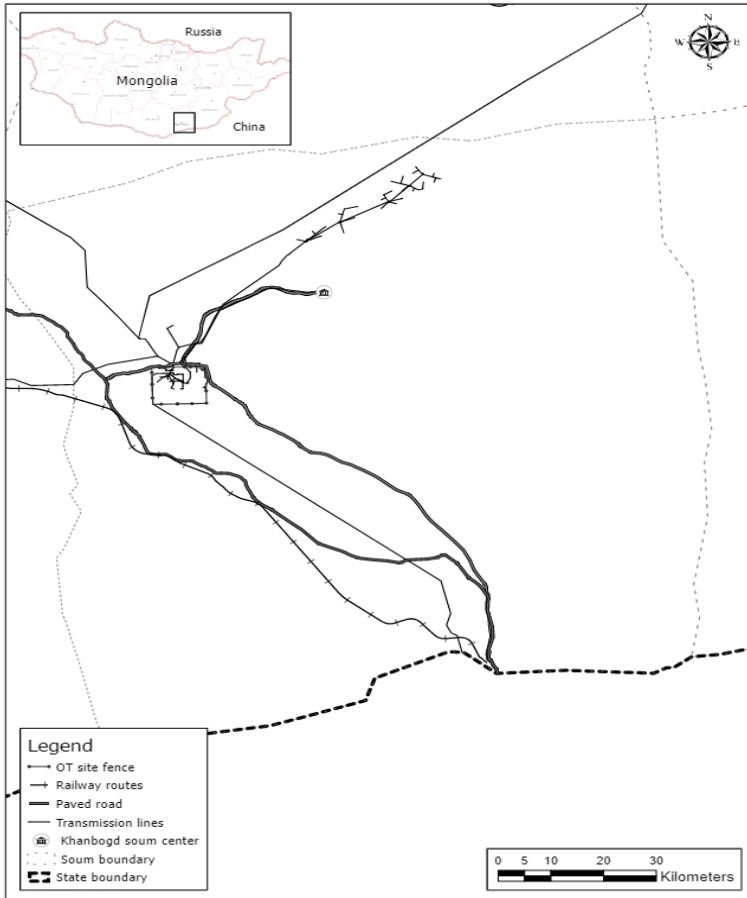 Russia
Mongolia
China
N
W E
S
Legend
OT site fence
Railway routes
Paved road
Transmission lines
Khanbogd soum center
Soum boundary
State boundary
0 5 10 20 30
Kilometers